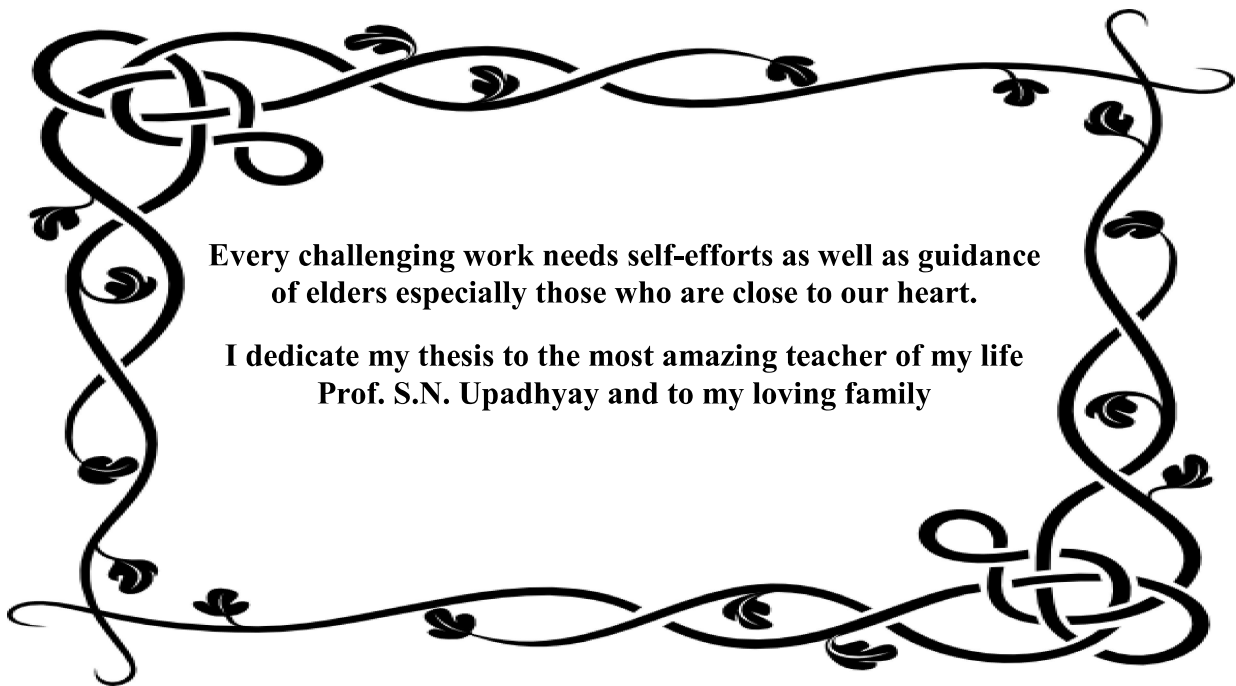 Every challenging work needs self-efforts as well as guidance
of elders especially those who are close to our heart.
I dedicate my thesis to the most amazing teacher of my life
Prof. S.N. Upadhyay and to my loving family